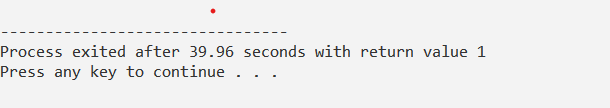 --------------------------------
Process exited after 39.96 seconds with return value 1
Press any key to continue . . .